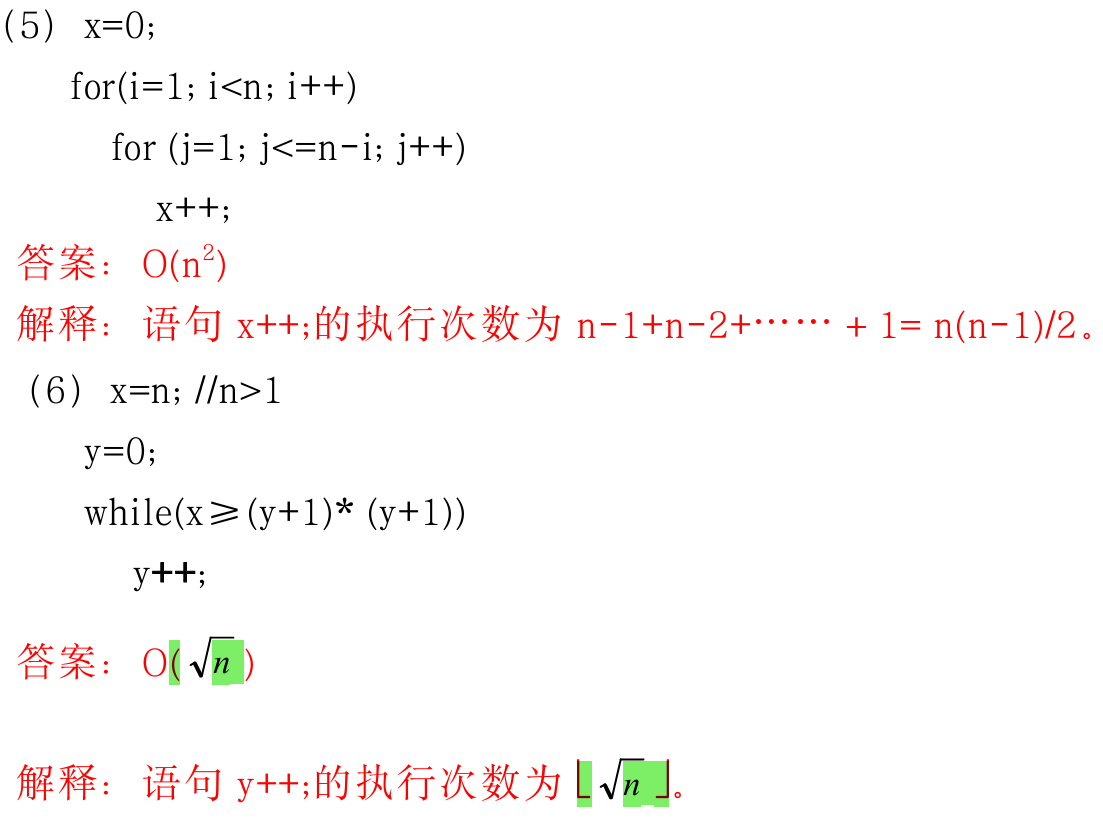 (5) x=0;
for(i=1; i<n; i++)
for (j=1; j<=n-i; j++)
x++;
答案： O(n²)
解释： 语句 x++;的执行次数为 n-1+n-2+…… + 1= n(n-1)/2。
(6) x=n; //n>1
y=0;
while(x≥(y+1)* (y+1))
y++;
答案： O(√n )
解释： 语句 y++;的执行次数为 ⌊√n ⌋。